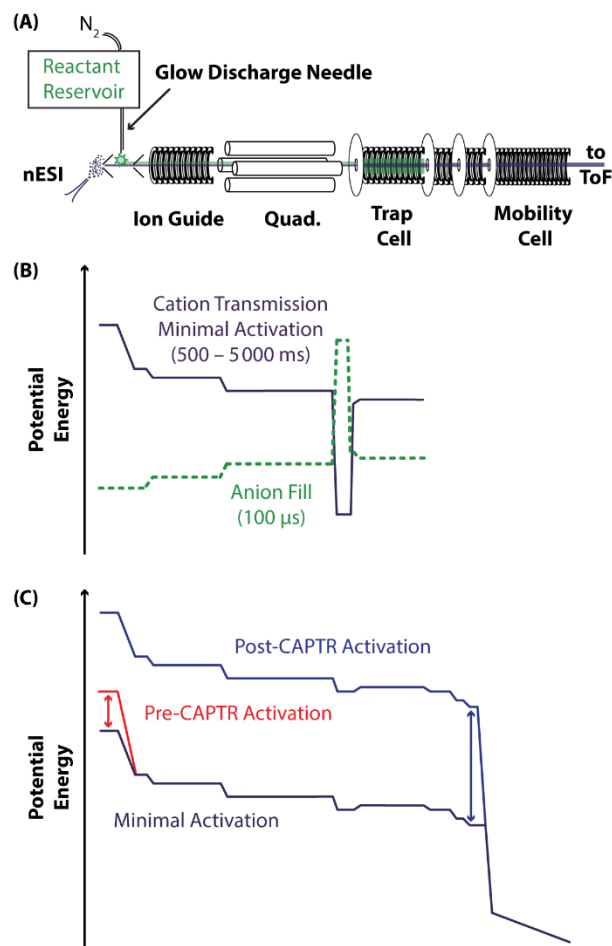 (A)
N₂
Reactant
Reservoir
Glow Discharge Needle
nESI
Ion Guide
Quad.
Trap
Cell
Mobility
Cell
to
ToF
(B)
Potential
Energy
Cation Transmission
Minimal Activation
(500 – 5 000 ms)
Anion Fill
(100 µs)
(C)
Potential
Energy
Post-CAPTR Activation
Pre-CAPTR Activation
Minimal Activation